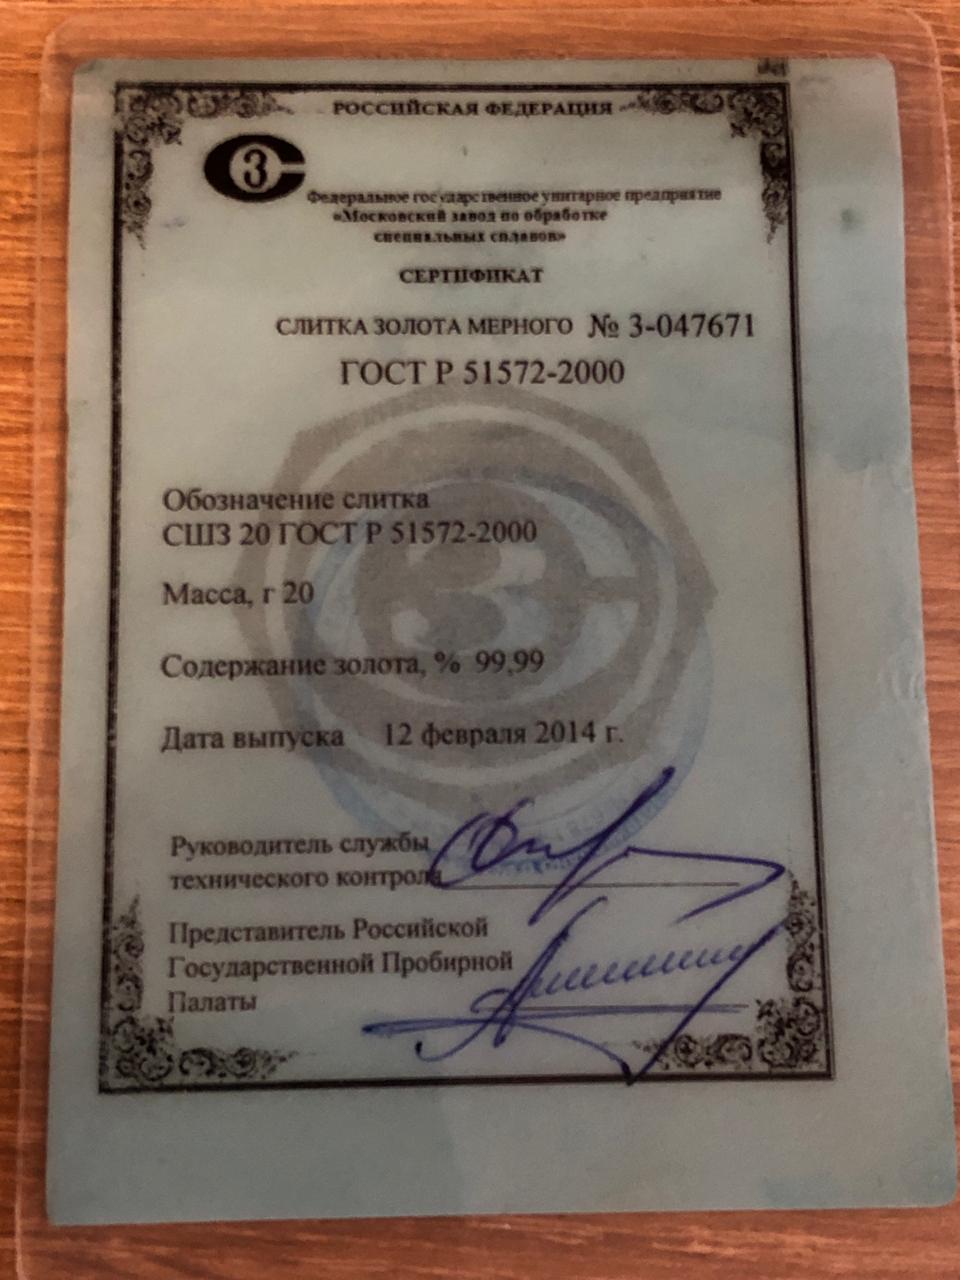 РОССИЙСКАЯ ФЕДЕРАЦИЯ
СЗ
Федеральное государственное унитарное предприятие
«Московский завод по обработке
специальных сплавов»
СЕРТИФИКАТ
СЛИТКА ЗОЛОТА МЕРНОГО № 3-047671
ГОСТ Р 51572-2000
Обозначение слитка
СШЗ 20 ГОСТ Р 51572-2000
Масса, г 20
Содержание золота, % 99,99
Дата выпуска 12 февраля 2014 г.
Руководитель службы
технического контроля
Представитель Российской
Государственной Пробирной
Палаты